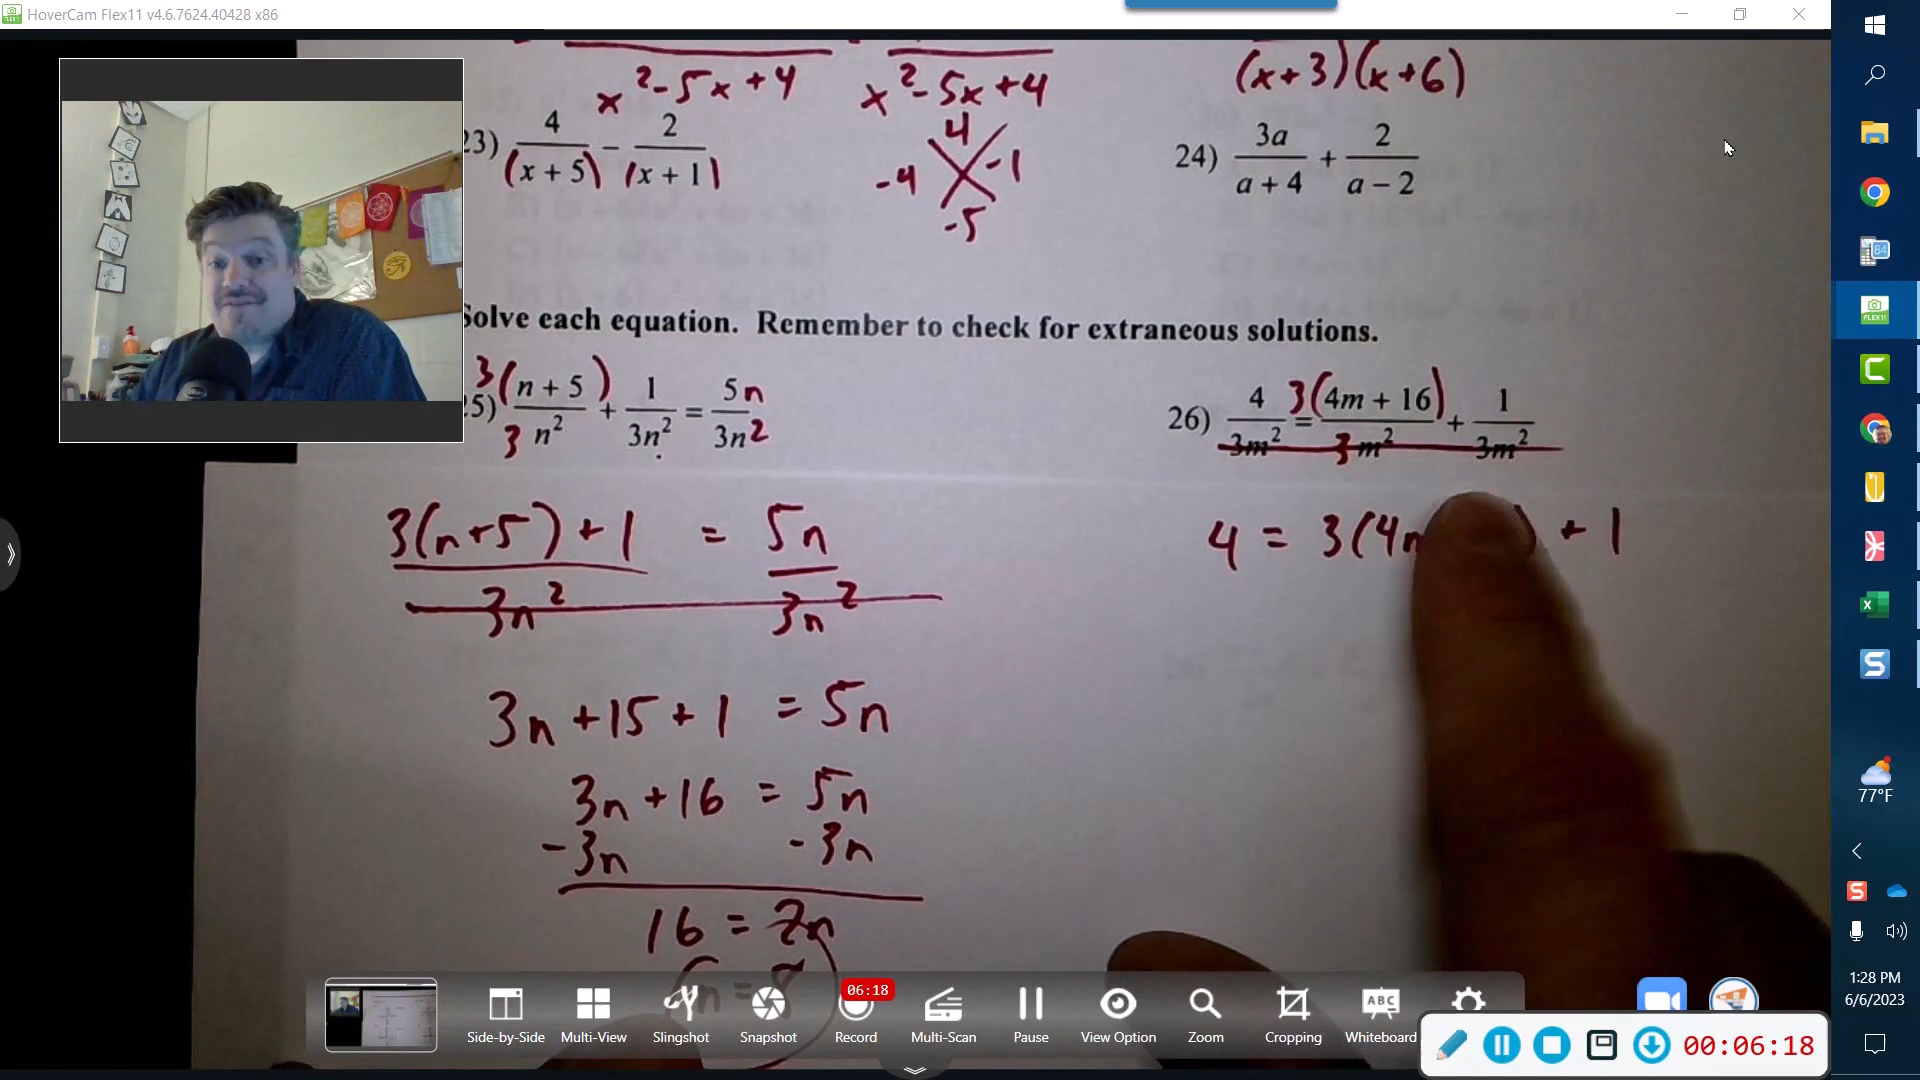 HoverCam Flex11 v4.6.7624.40428 x86
x² - 5x + 4
x² - 5x + 4
(x+3)(x+6)
23) 4/(x + 5) − 2/(x + 1)
4
-4 -1
-5
24) 3a/(a + 4) + 2/(a − 2)
Solve each equation. Remember to check for extraneous solutions.
25) 3(n + 5)/3n² + 1/3n² = 5n/3n²
26) 4/3m² = 3(4m + 16)/3m² + 1/3m²
3(n+5)+1 = 5n
3n² 3n²
4 = 3(4m ) + 1
3n + 15 + 1 = 5n
3n + 16 = 5n
-3n -3n
16 = 2n
n = 8
06:18
Side-by-Side Multi-View Slingshot Snapshot Record Multi-Scan Pause View Option Zoom Cropping ABC Whiteboard
00:06:18
84
FLEX11
77°F
1:28 PM
6/6/2023